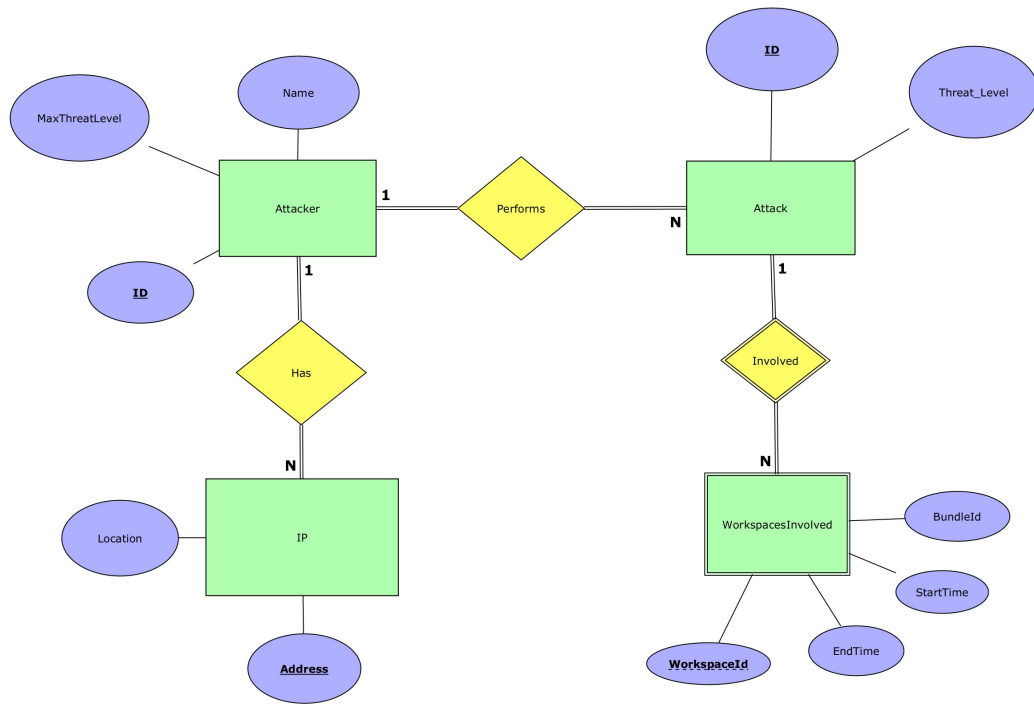 ID
Name
Threat_Level
MaxThreatLevel
1
Attacker
Performs
Attack
N
1
1
ID
Involved
Has
N
N
BundleId
WorkspacesInvolved
Location
IP
StartTime
EndTime
WorkspaceId
Address